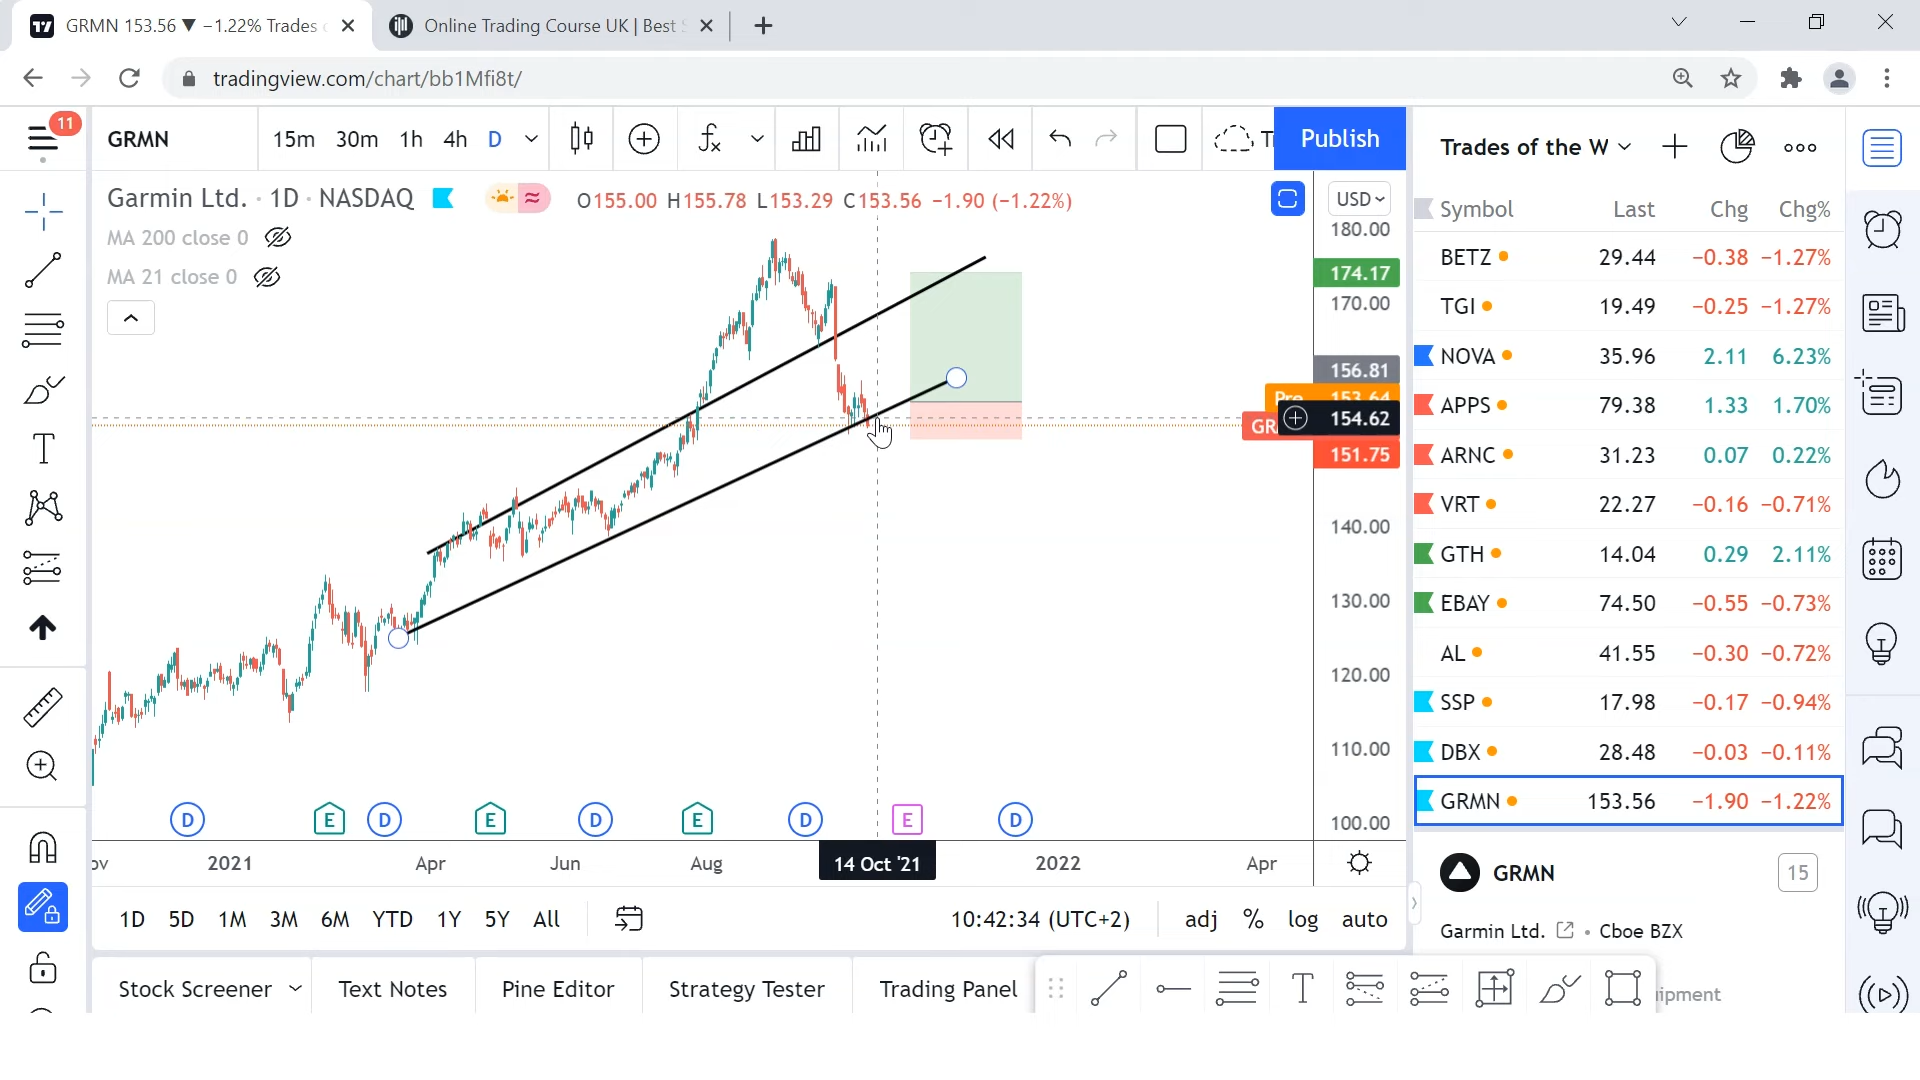 GRMN 153.56 ▼ −1.22% Trades
Online Trading Course UK | Best
tradingview.com/chart/bb1Mfi8t/
11
GRMN
15m 30m 1h 4h D
Publish
Trades of the W
Garmin Ltd. · 1D · NASDAQ
O155.00 H155.78 L153.29 C153.56 −1.90 (−1.22%)
MA 200 close 0
MA 21 close 0
USD
180.00
174.17
170.00
156.81
Pre 153.64
GR
154.62
151.75
140.00
130.00
120.00
110.00
100.00
D E D E D E D E D
2021 Apr Jun Aug 14 Oct '21 2022 Apr
1D 5D 1M 3M 6M YTD 1Y 5Y All
10:42:34 (UTC+2)
adj % log auto
Stock Screener Text Notes Pine Editor Strategy Tester Trading Panel
Symbol Last Chg Chg%
BETZ 29.44 −0.38 −1.27%
TGI 19.49 −0.25 −1.27%
NOVA 35.96 2.11 6.23%
APPS 79.38 1.33 1.70%
ARNC 31.23 0.07 0.22%
VRT 22.27 −0.16 −0.71%
GTH 14.04 0.29 2.11%
EBAY 74.50 −0.55 −0.73%
AL 41.55 −0.30 −0.72%
SSP 17.98 −0.17 −0.94%
DBX 28.48 −0.03 −0.11%
GRMN 153.56 −1.90 −1.22%
GRMN
15
Garmin Ltd. • Cboe BZX